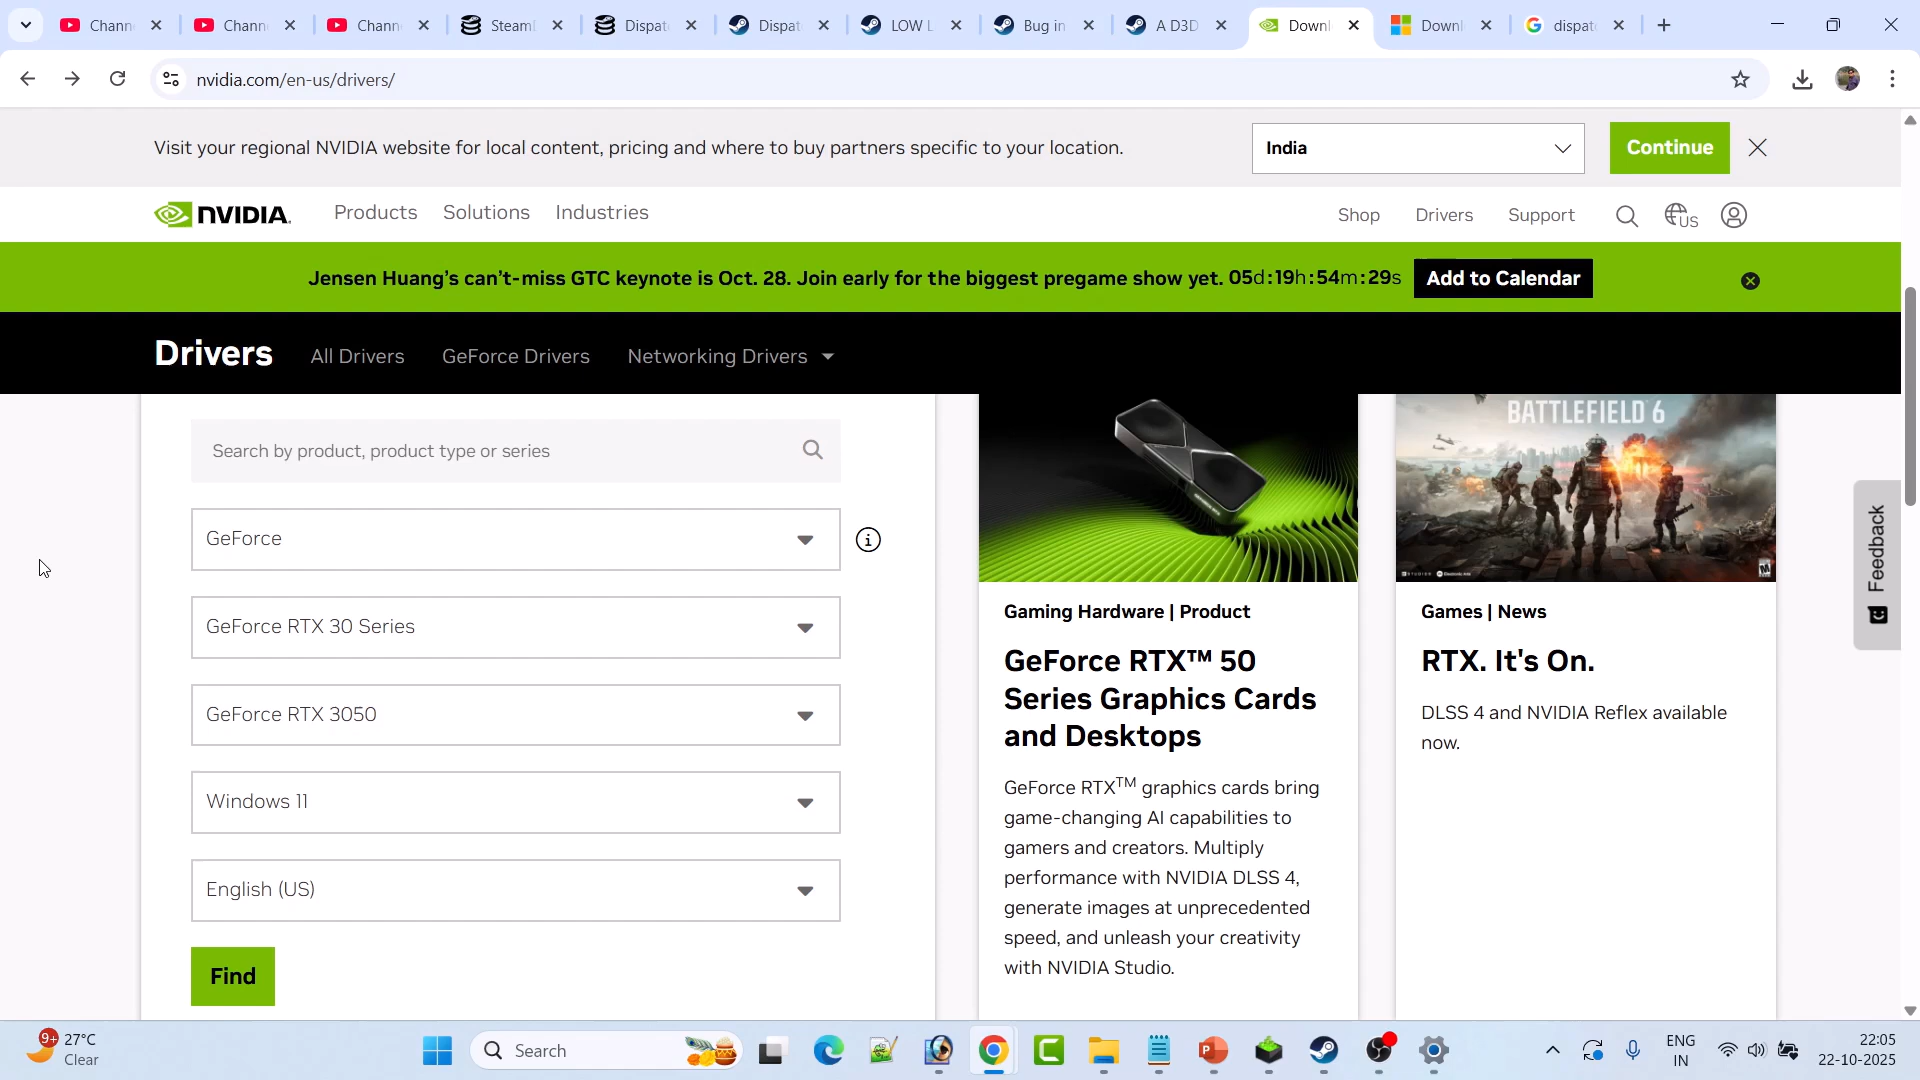 Chann
Chann
Chann
Steam
Dispat
Dispat
LOW L
Bug in
A D3D
Downl
Downl
dispat
nvidia.com/en-us/drivers/
Visit your regional NVIDIA website for local content, pricing and where to buy partners specific to your location.
India
Continue
NVIDIA.
Products
Solutions
Industries
Shop
Drivers
Support
US
Jensen Huang's can't-miss GTC keynote is Oct. 28. Join early for the biggest pregame show yet. 05d:19h:54m:29s
Add to Calendar
Drivers
All Drivers
GeForce Drivers
Networking Drivers
Search by product, product type or series
GeForce
GeForce RTX 30 Series
GeForce RTX 3050
Windows 11
English (US)
Find
Gaming Hardware | Product
GeForce RTX™ 50
Series Graphics Cards
and Desktops
GeForce RTX™ graphics cards bring
game-changing AI capabilities to
gamers and creators. Multiply
performance with NVIDIA DLSS 4,
generate images at unprecedented
speed, and unleash your creativity
with NVIDIA Studio.
BATTLEFIELD 6
Games | News
RTX. It's On.
DLSS 4 and NVIDIA Reflex available
now.
Feedback
9+
27°C
Clear
Search
ENG
IN
22:05
22-10-2025